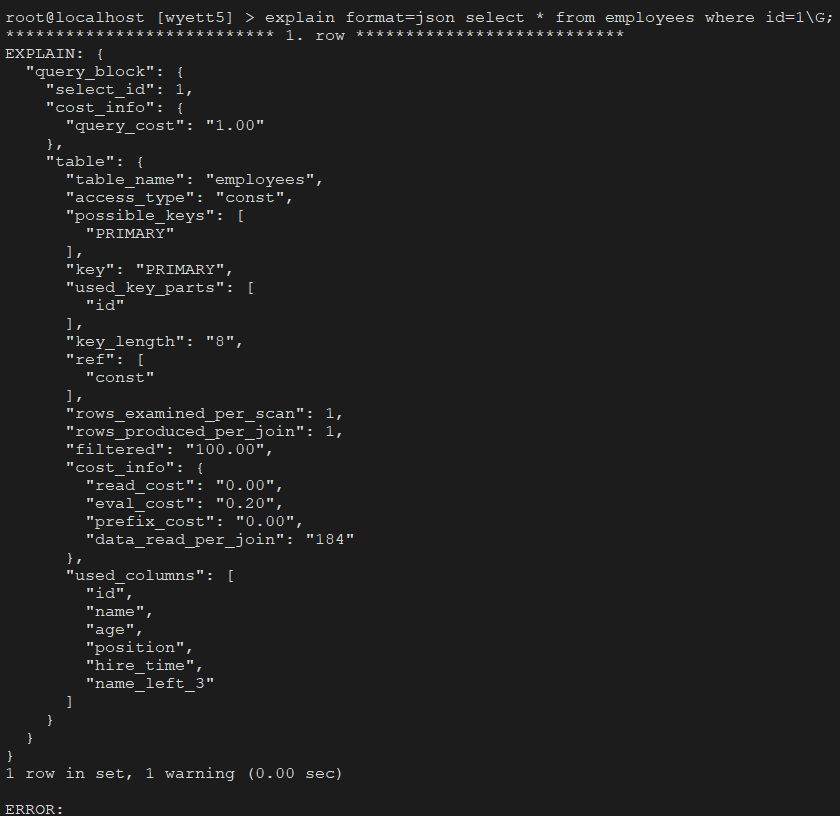 root@localhost [wyett5] > explain format=json select * from employees where id=1\G;
*************************** 1. row ***************************
EXPLAIN: {
  "query_block": {
    "select_id": 1,
    "cost_info": {
      "query_cost": "1.00"
    },
    "table": {
      "table_name": "employees",
      "access_type": "const",
      "possible_keys": [
        "PRIMARY"
      ],
      "key": "PRIMARY",
      "used_key_parts": [
        "id"
      ],
      "key_length": "8",
      "ref": [
        "const"
      ],
      "rows_examined_per_scan": 1,
      "rows_produced_per_join": 1,
      "filtered": "100.00",
      "cost_info": {
        "read_cost": "0.00",
        "eval_cost": "0.20",
        "prefix_cost": "0.00",
        "data_read_per_join": "184"
      },
      "used_columns": [
        "id",
        "name",
        "age",
        "position",
        "hire_time",
        "name_left_3"
      ]
    }
  }
}
1 row in set, 1 warning (0.00 sec)

ERROR: